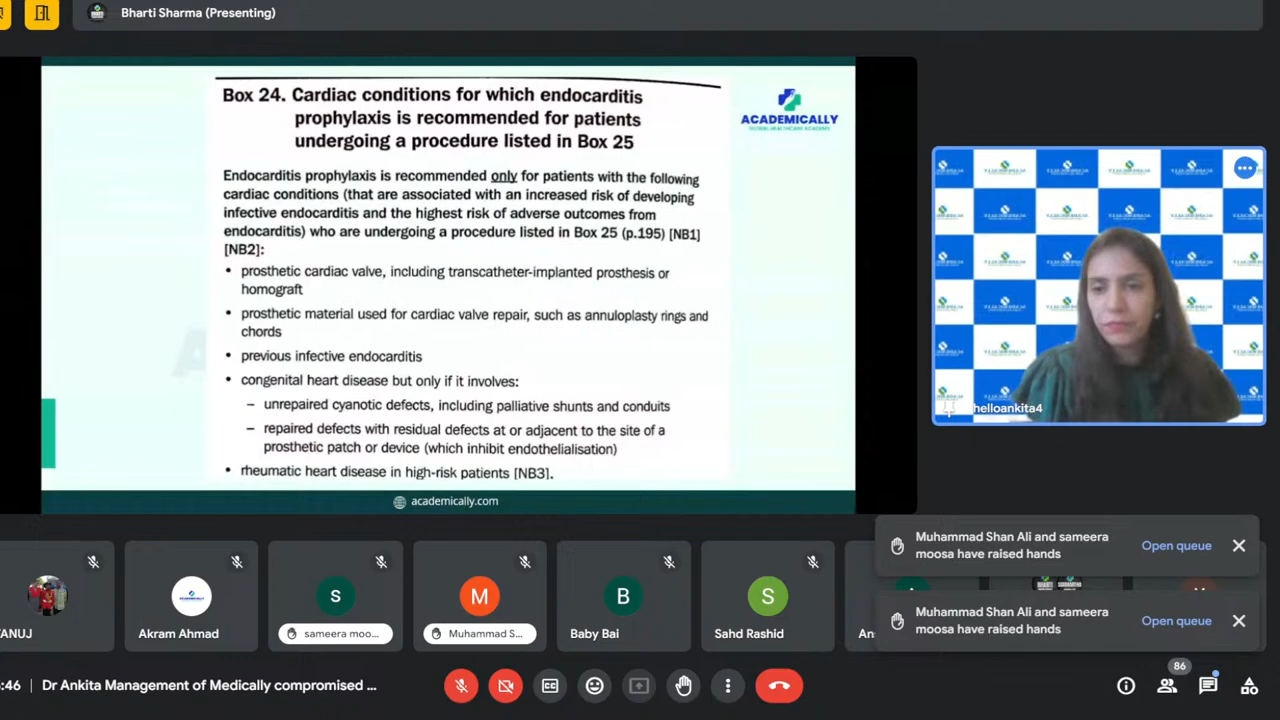 Bharti Sharma (Presenting)
Box 24. Cardiac conditions for which endocarditis
prophylaxis is recommended for patients
undergoing a procedure listed in Box 25
ACADEMICALLY
GLOBAL HEALTHCARE ACADEMY
Endocarditis prophylaxis is recommended only for patients with the following
cardiac conditions (that are associated with an increased risk of developing
infective endocarditis and the highest risk of adverse outcomes from
endocarditis) who are undergoing a procedure listed in Box 25 (p.195) [NB1]
[NB2]:
• prosthetic cardiac valve, including transcatheter-implanted prosthesis or
homograft
• prosthetic material used for cardiac valve repair, such as annuloplasty rings and
chords
• previous infective endocarditis
• congenital heart disease but only if it involves:
– unrepaired cyanotic defects, including palliative shunts and conduits
– repaired defects with residual defects at or adjacent to the site of a
prosthetic patch or device (which inhibit endothelialisation)
• rheumatic heart disease in high-risk patients [NB3].
academically.com
helloankita4
Muhammad Shan Ali and sameera
moosa have raised hands
Open queue
Muhammad Shan Ali and sameera
moosa have raised hands
Open queue
S
M
B
S
TANUJ
Akram Ahmad
sameera moo...
Muhammad S...
Baby Bai
Sahd Rashid
An
:46 | Dr Ankita Management of Medically compromised ...
86